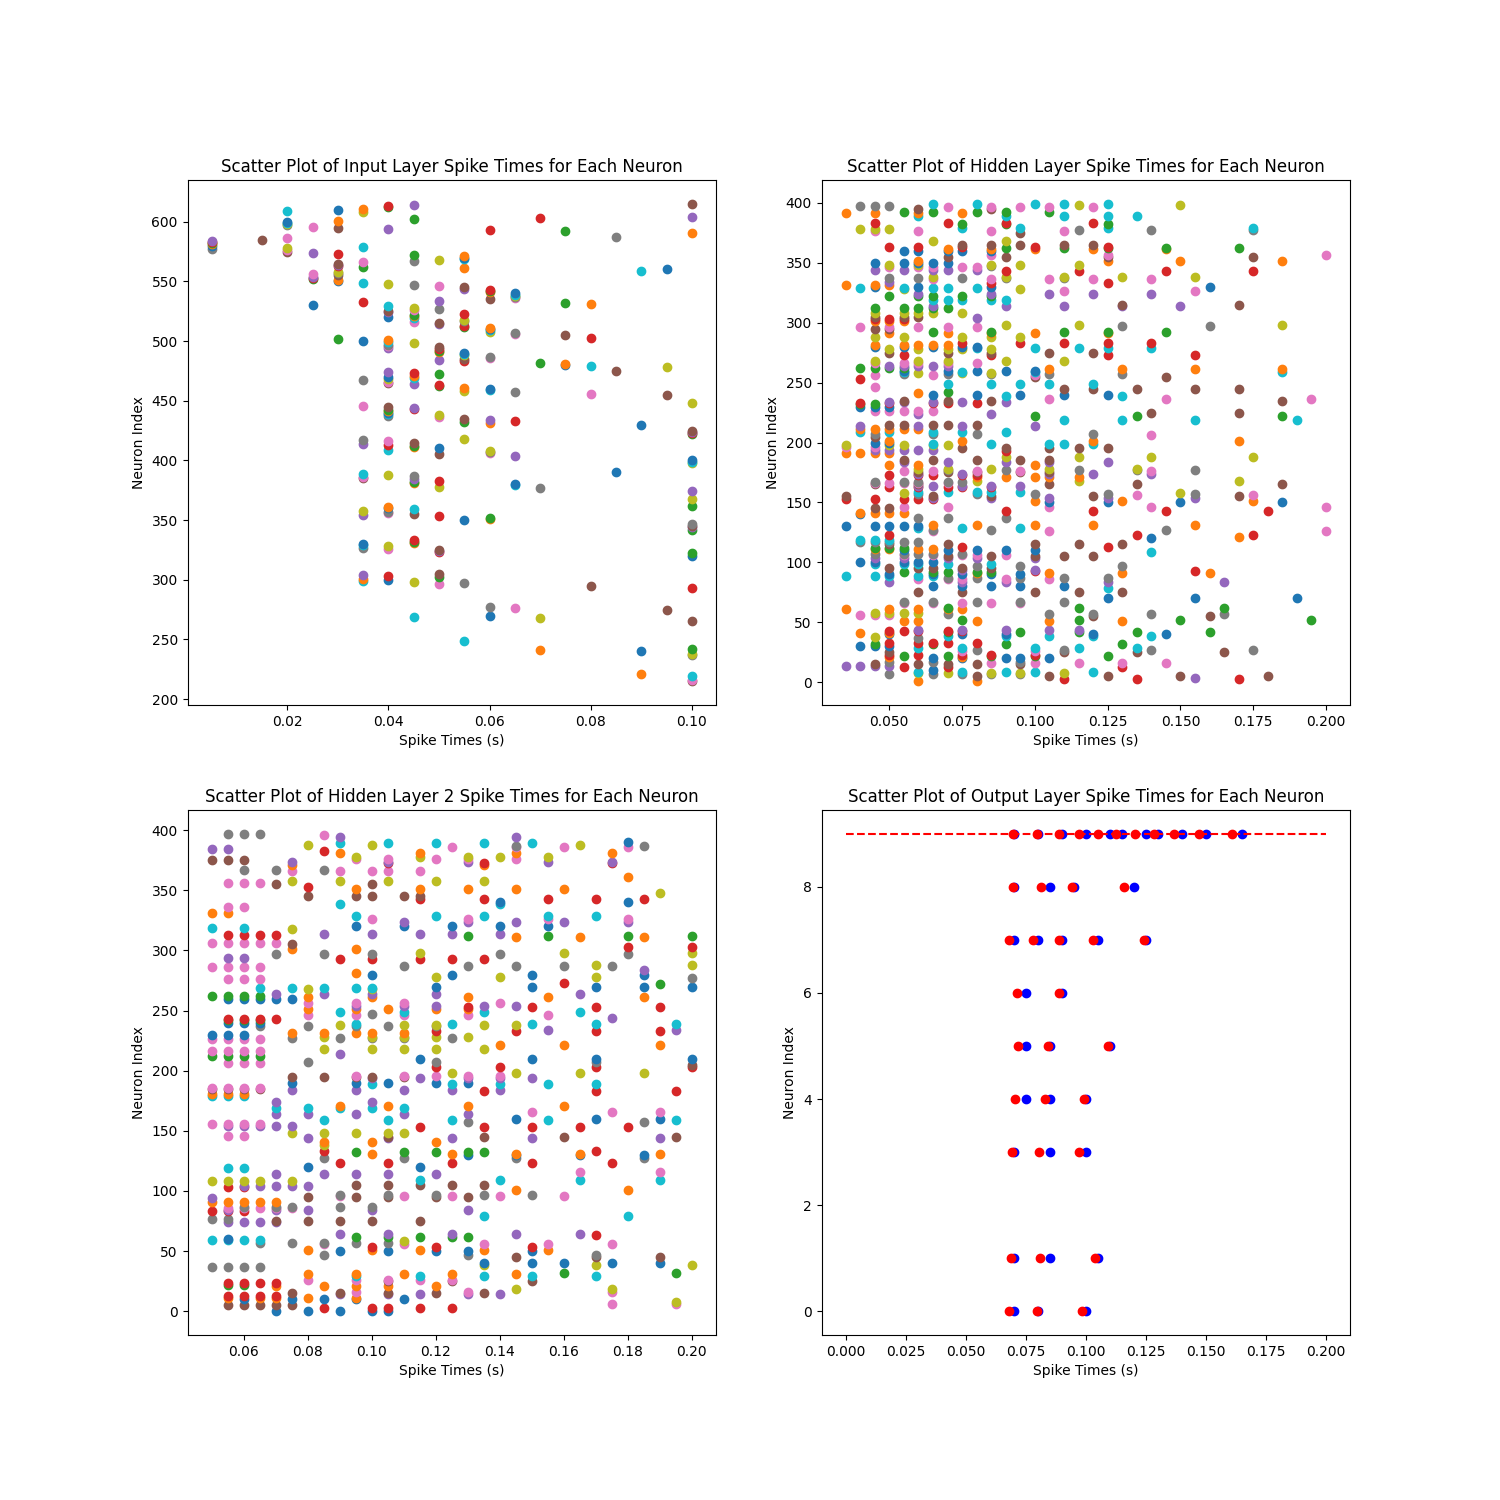 Scatter Plot of Input Layer Spike Times for Each Neuron
Neuron Index
600
550
500
450
400
350
300
250
200
0.02 0.04 0.06 0.08 0.10
Spike Times (s)
Scatter Plot of Hidden Layer Spike Times for Each Neuron
Neuron Index
400
350
300
250
200
150
100
50
0
0.050 0.075 0.100 0.125 0.150 0.175 0.200
Spike Times (s)
Scatter Plot of Hidden Layer 2 Spike Times for Each Neuron
Neuron Index
400
350
300
250
200
150
100
50
0
0.06 0.08 0.10 0.12 0.14 0.16 0.18 0.20
Spike Times (s)
Scatter Plot of Output Layer Spike Times for Each Neuron
Neuron Index
8
6
4
2
0
0.000 0.025 0.050 0.075 0.100 0.125 0.150 0.175 0.200
Spike Times (s)